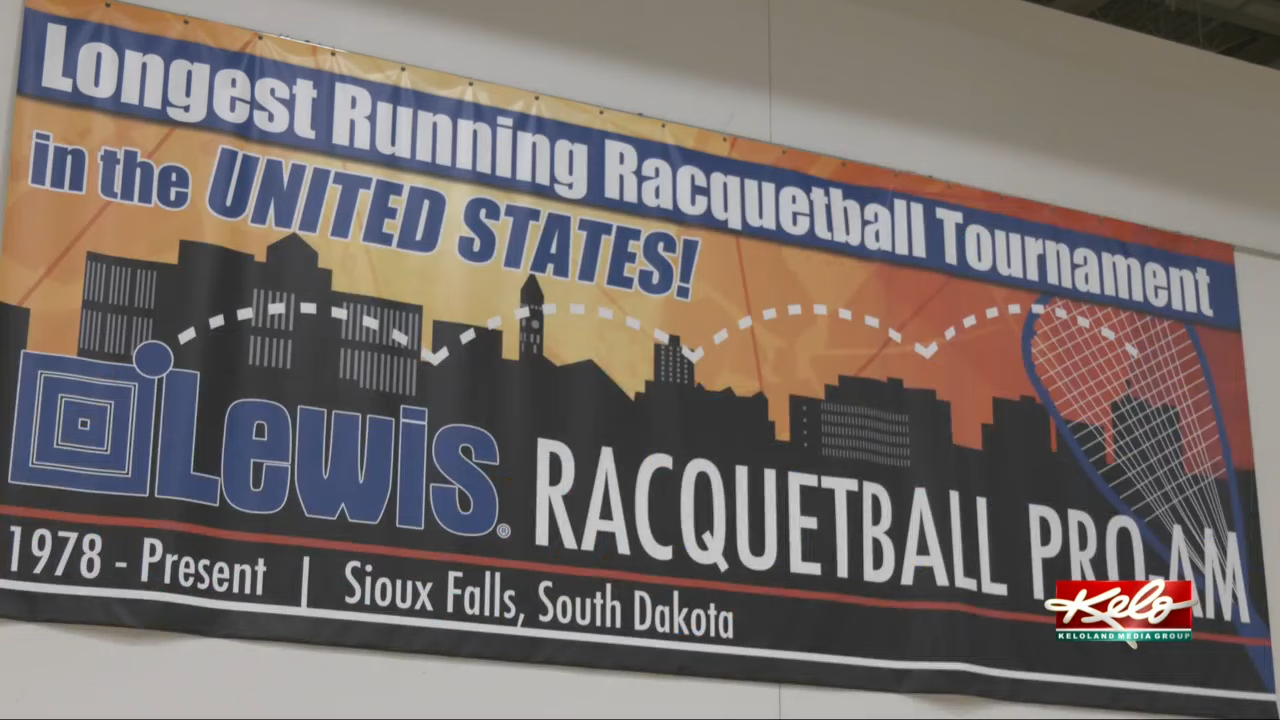 Longest Running Racquetball Tournament
in the UNITED STATES!
Lewis®
RACQUETBALL PRO-AM
1978 - Present | Sioux Falls, South Dakota
Kelo
KELOLAND MEDIA GROUP